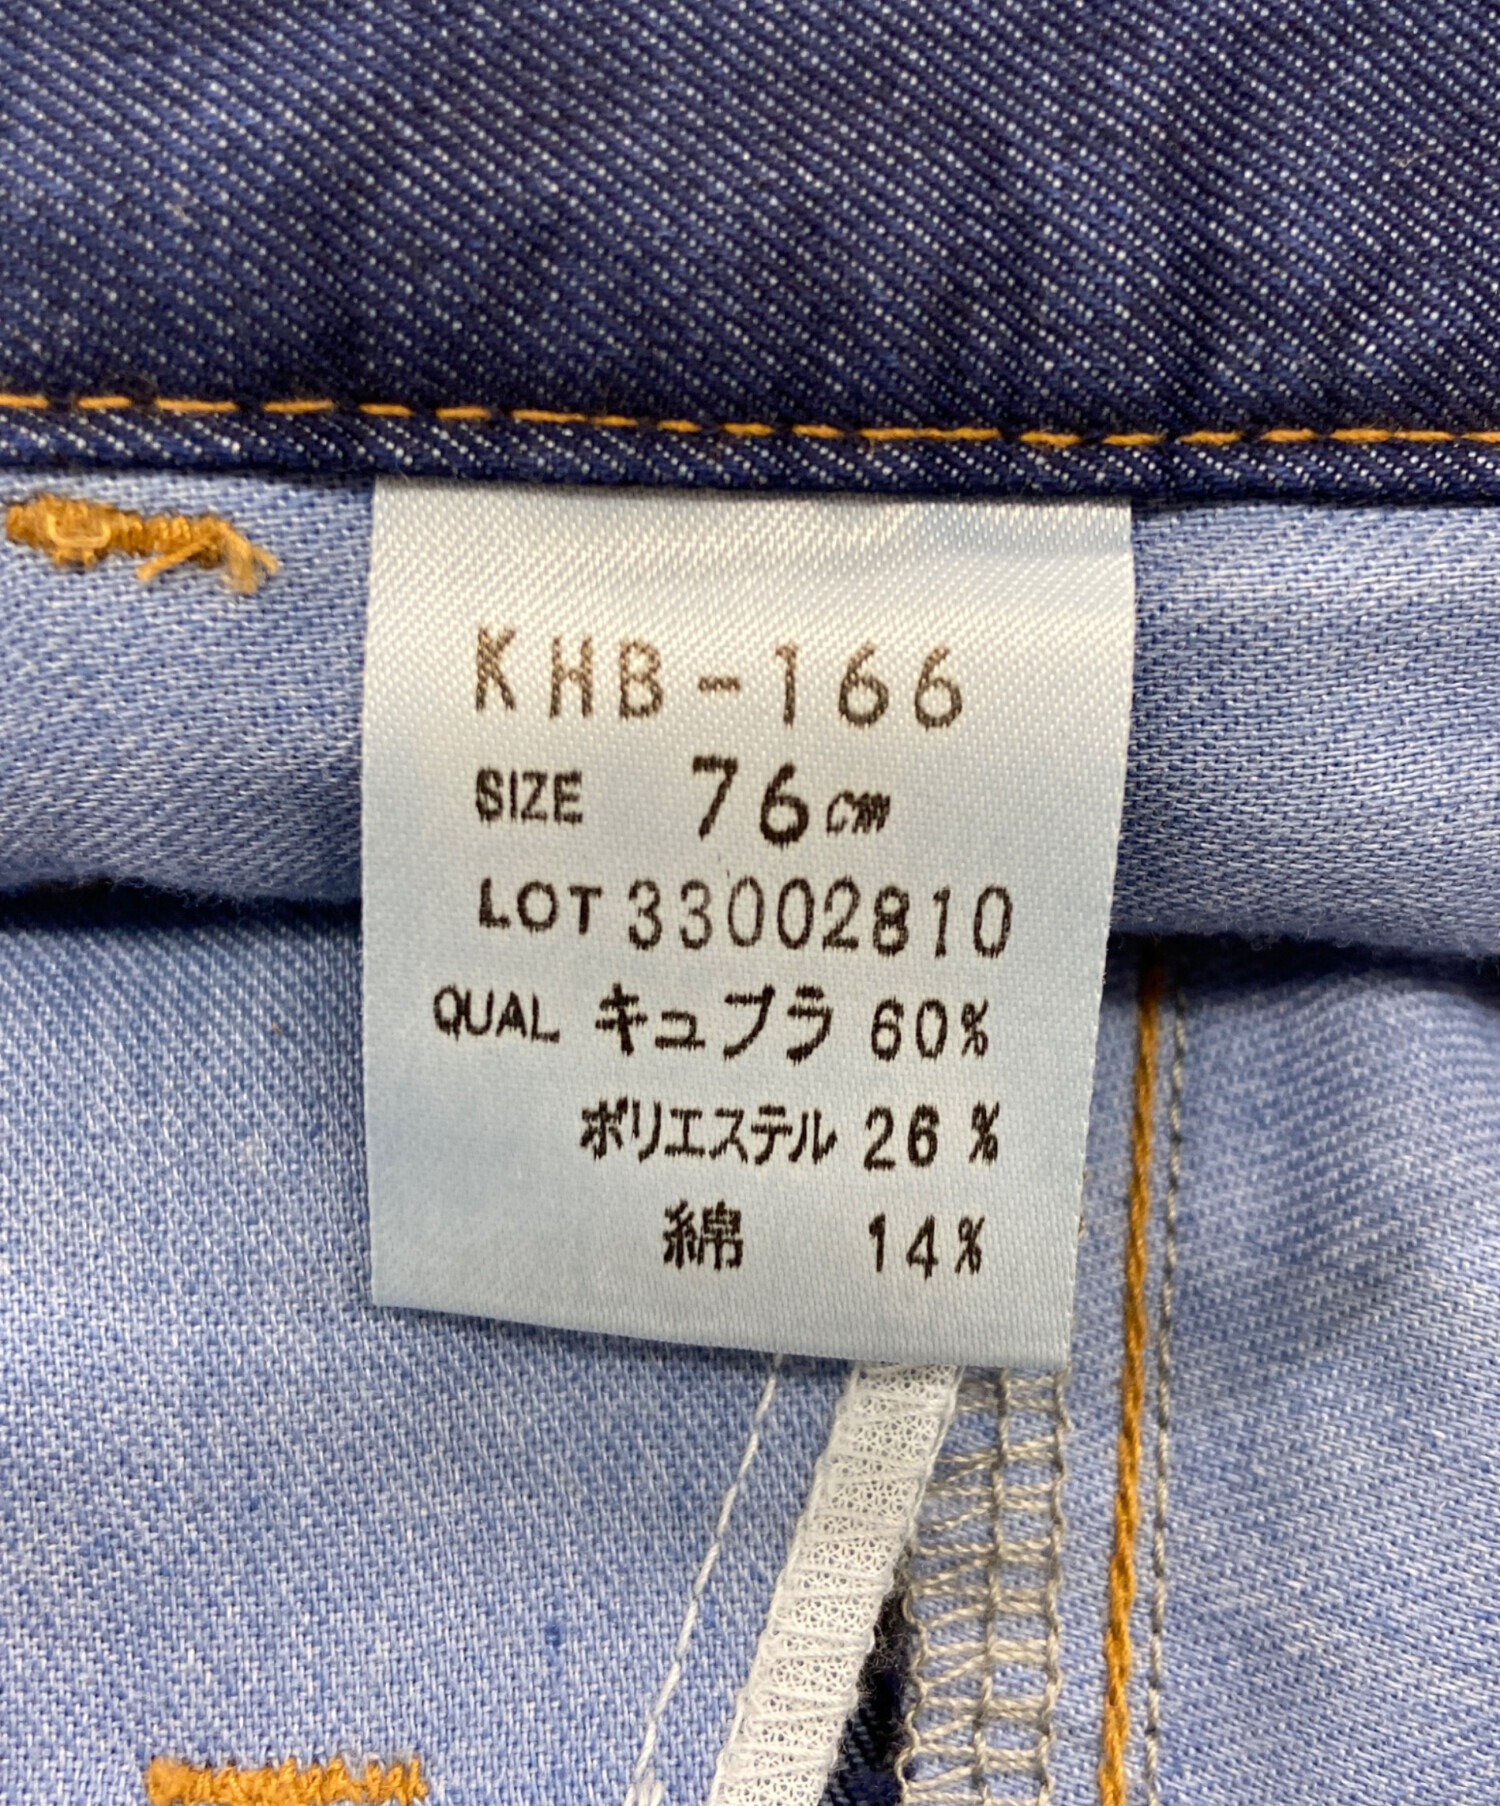 KHB-166
SIZE 76cm
LOT 33002810
QUAL キュプラ 60%
ポリエステル 26%
綿 14%